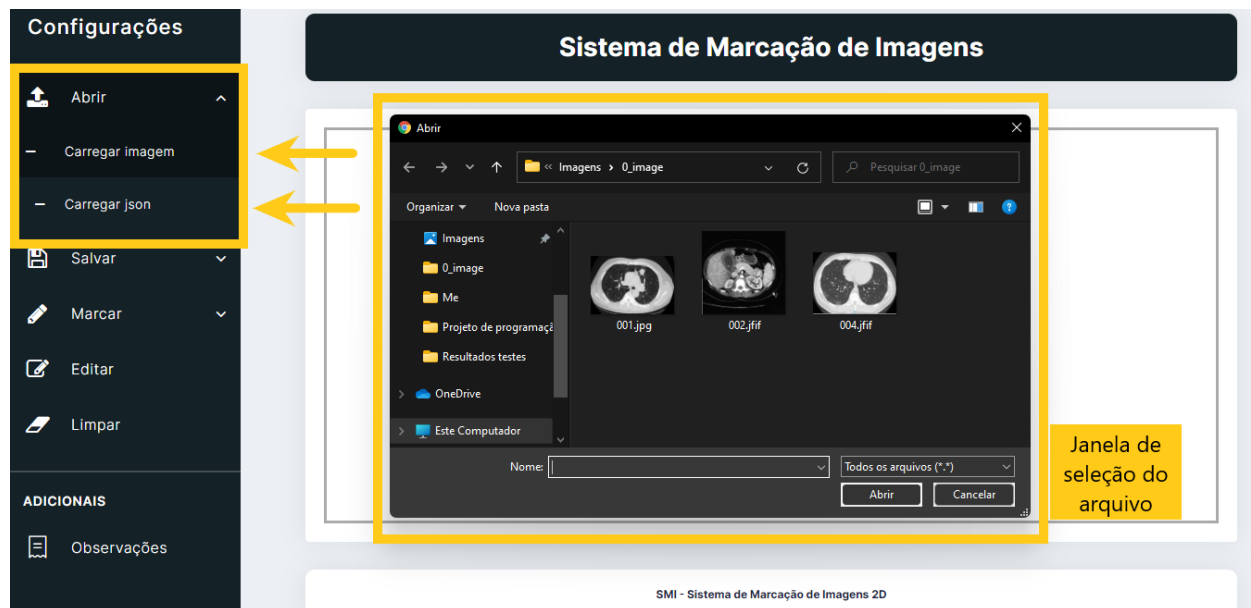 Configurações
Abrir
Carregar imagem
Carregar json
Salvar
Marcar
Editar
Limpar
ADICIONAIS
Observações
Sistema de Marcação de Imagens
Abrir
« Imagens › 0_image
Pesquisar 0_image
Organizar
Nova pasta
Imagens
0_image
Me
Projeto de programaçã
Resultados testes
OneDrive
Este Computador
001.jpg
002.jfif
004.jfif
Nome:
Todos os arquivos (*.*)
Abrir
Cancelar
Janela de
seleção do
arquivo
SMI - Sistema de Marcação de Imagens 2D